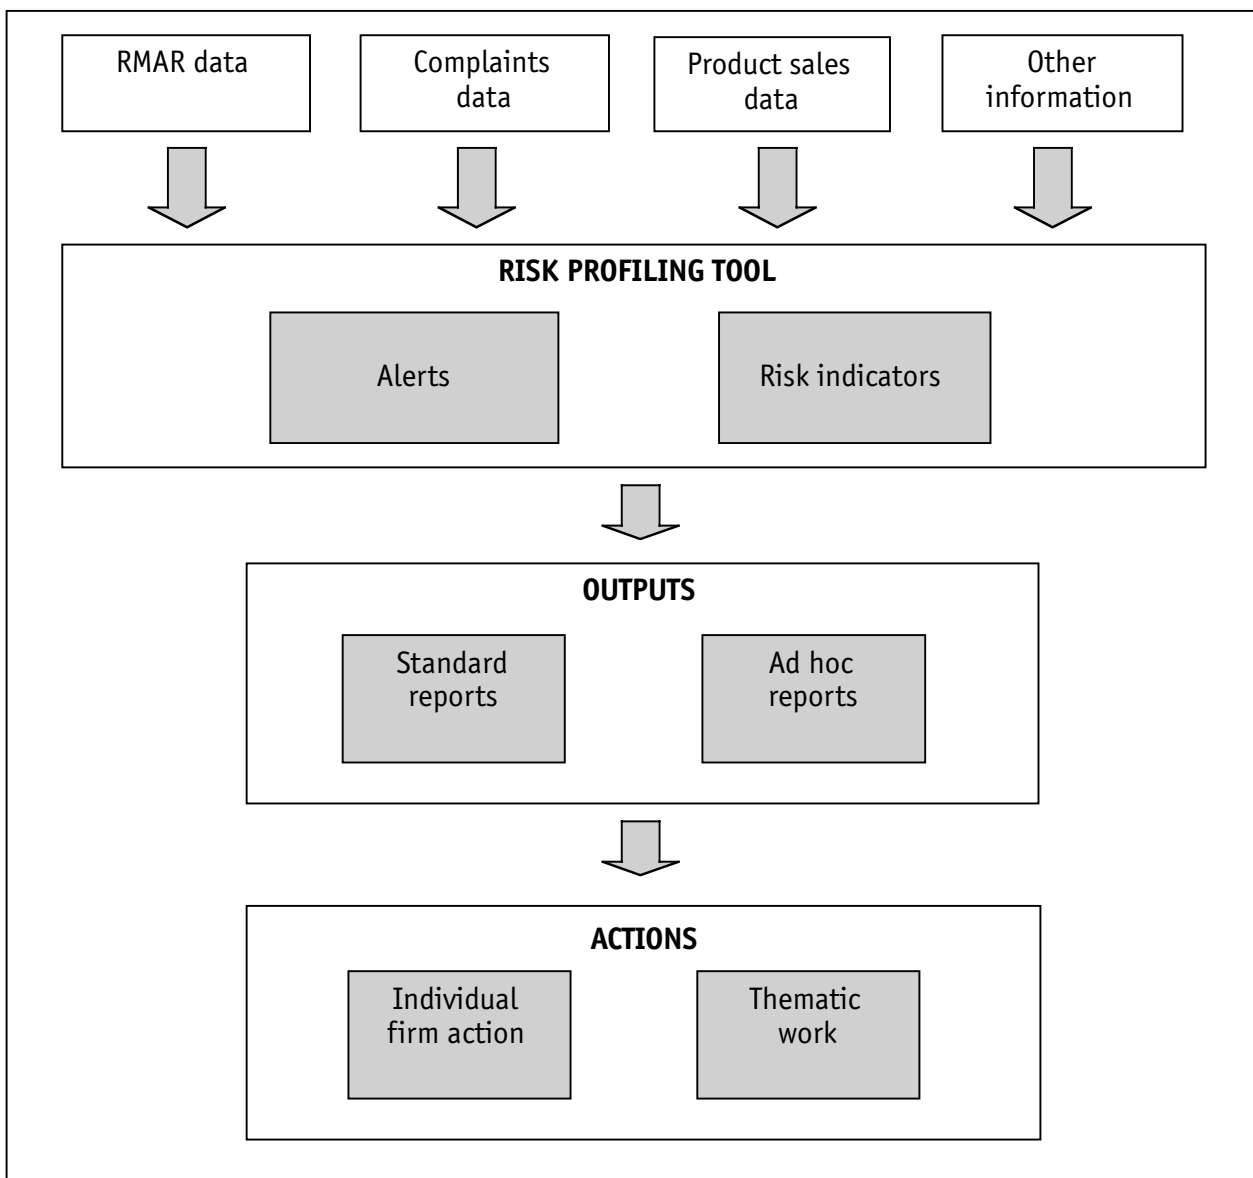 RMAR data
Complaints
data
Product sales
data
Other
information
RISK PROFILING TOOL
Alerts
Risk indicators
OUTPUTS
Standard
reports
Ad hoc
reports
ACTIONS
Individual
firm action
Thematic
work